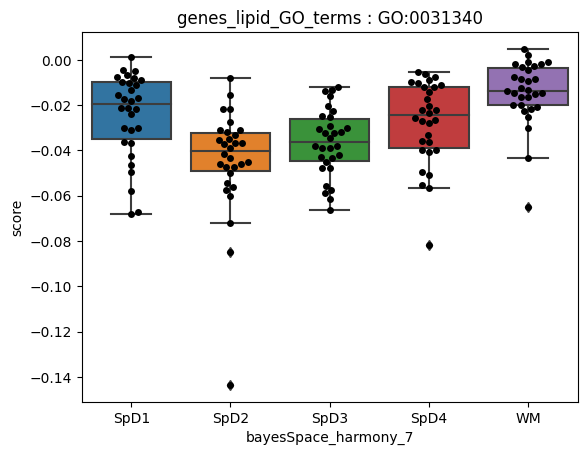 genes_lipid_GO_terms : GO:0031340
score
0.00
−0.02
−0.04
−0.06
−0.08
−0.10
−0.12
−0.14
SpD1 SpD2 SpD3 SpD4 WM
bayesSpace_harmony_7